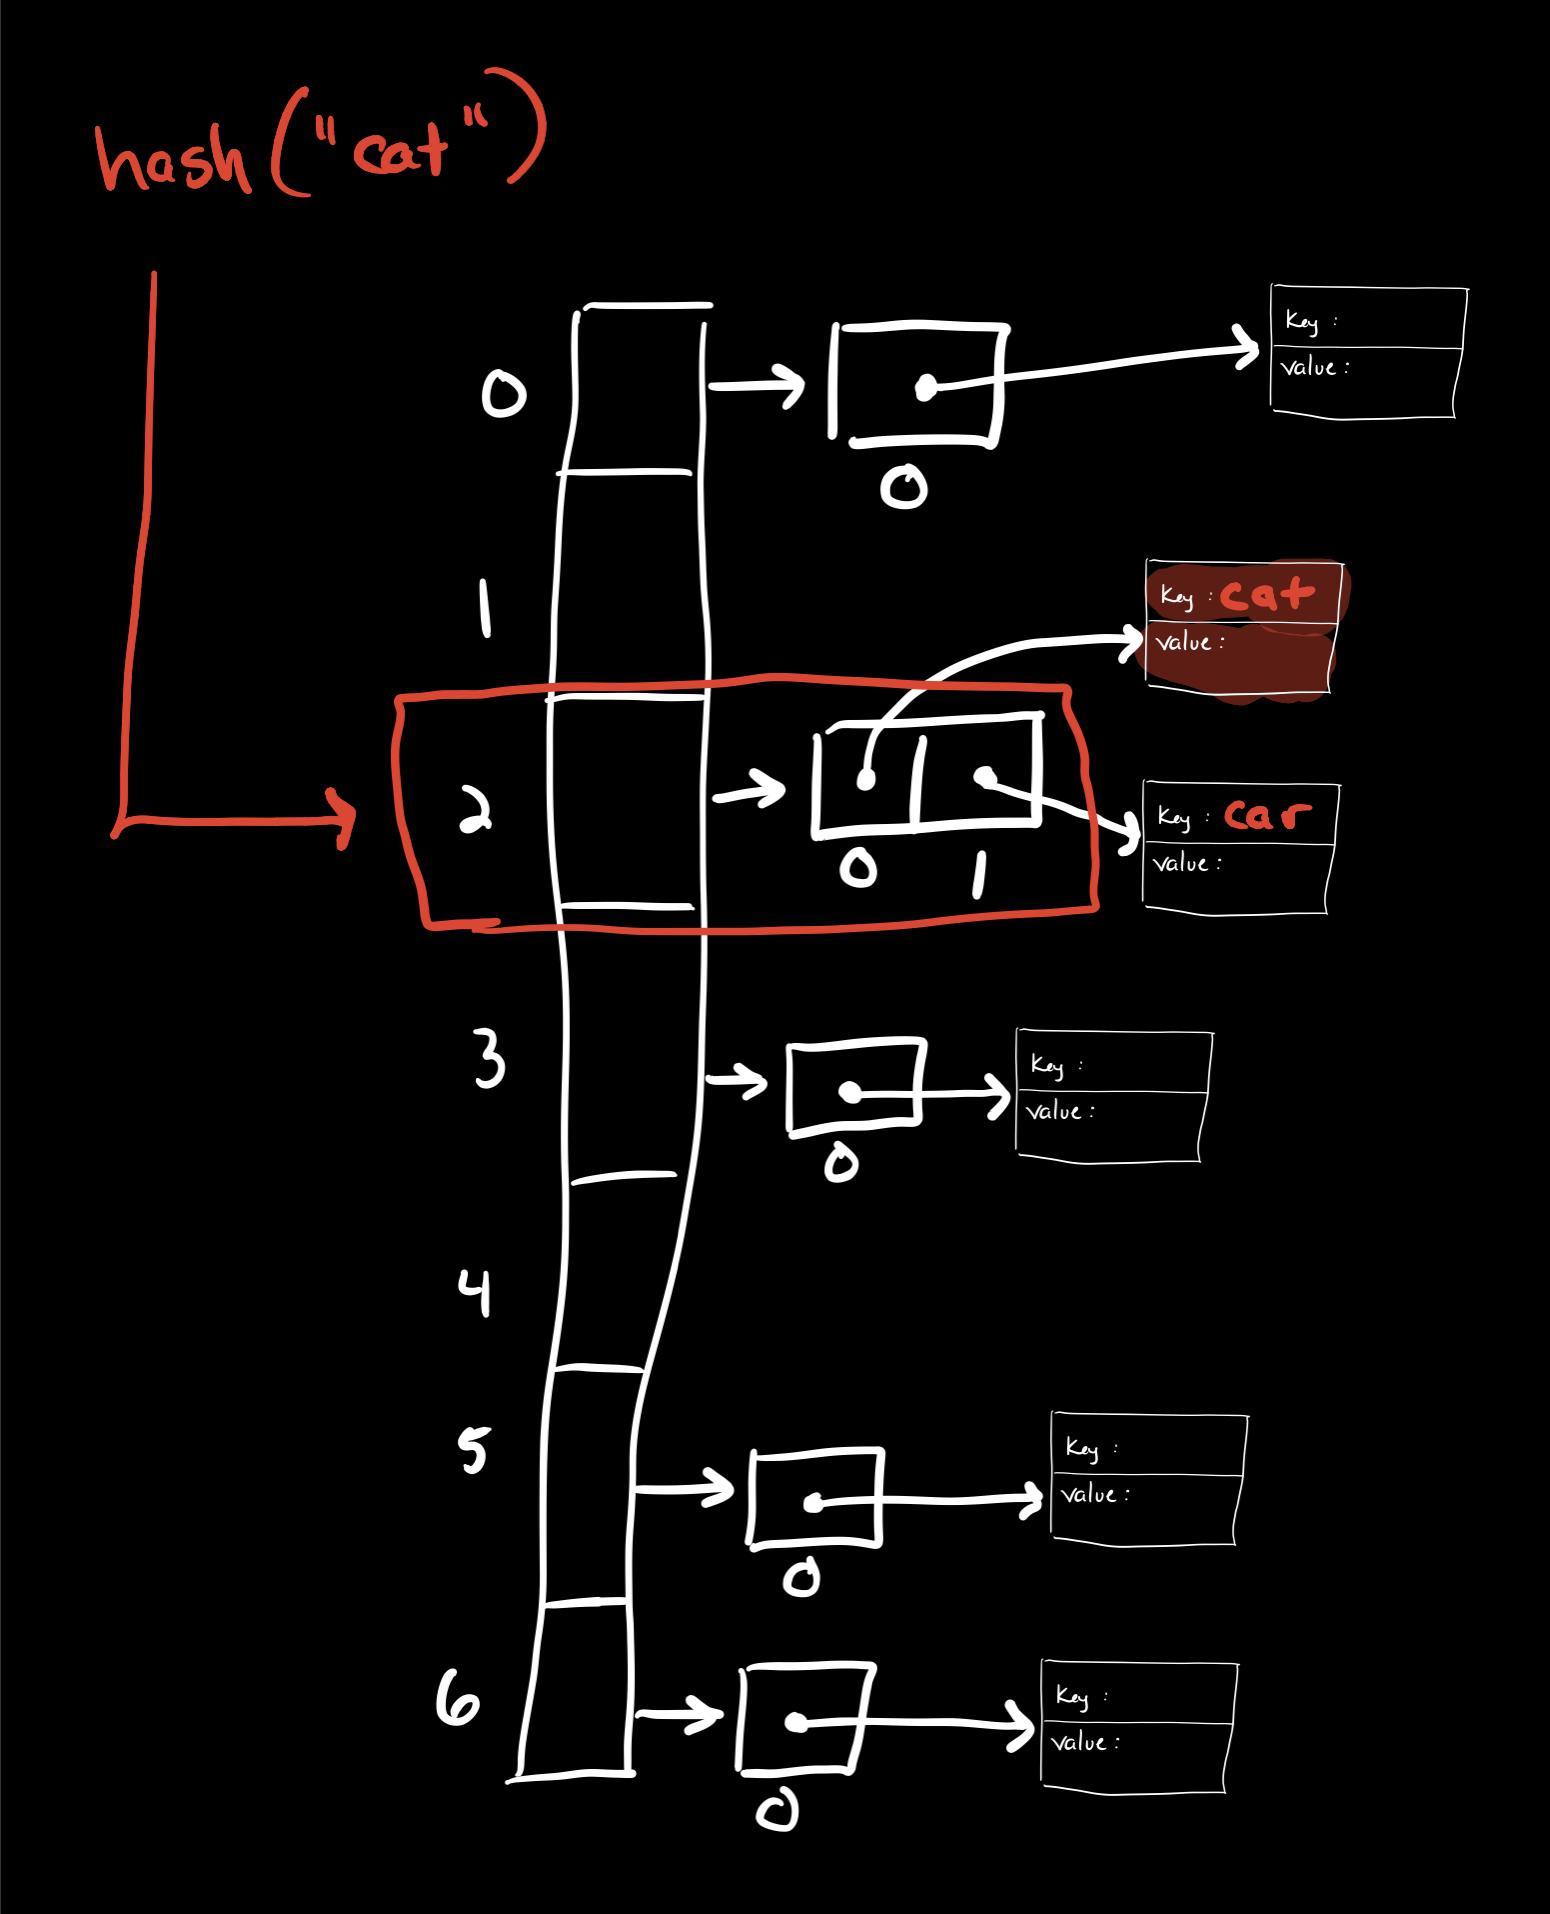 hash("cat")
0
Key :
value :
0
1
Key : cat
value :
2
Key : car
value :
0 1
3
Key :
value :
0
4
5
Key :
value :
0
6
Key :
value :
0